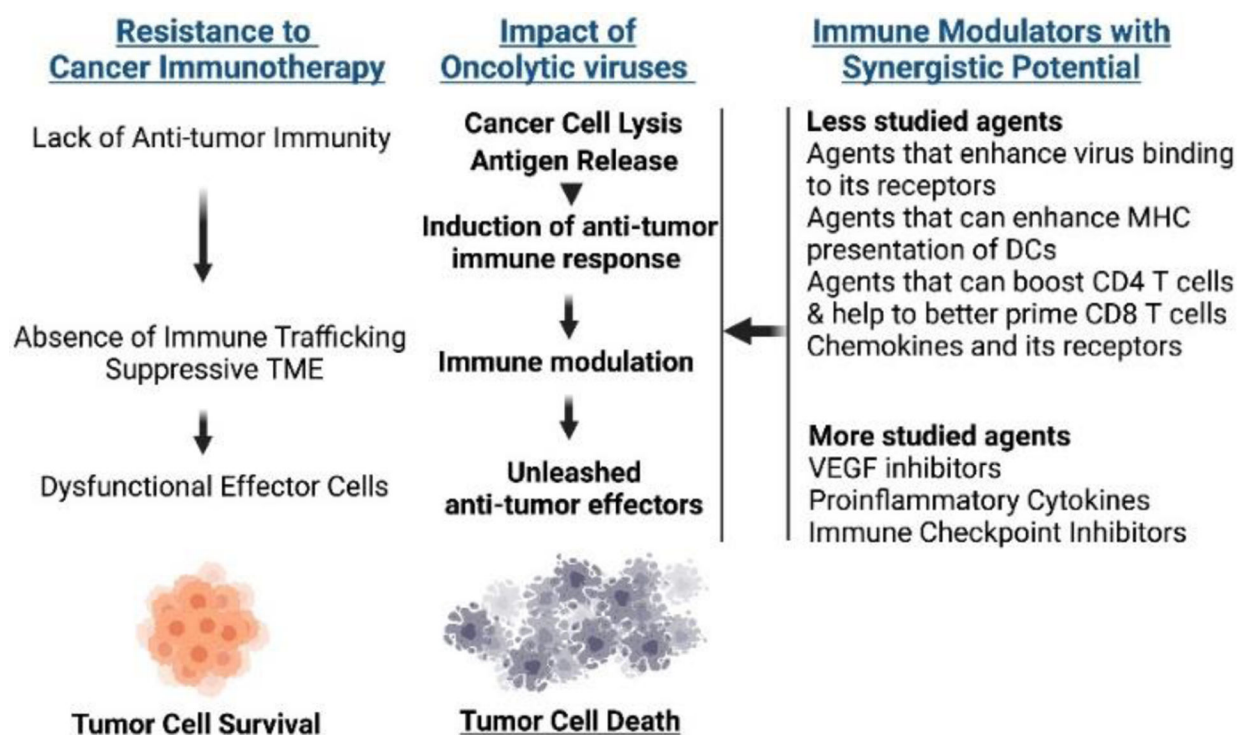 Resistance to
Cancer Immunotherapy
Lack of Anti-tumor Immunity
Absence of Immune Trafficking
Suppressive TME
Dysfunctional Effector Cells
Tumor Cell Survival
Impact of
Oncolytic viruses
Cancer Cell Lysis
Antigen Release
Induction of anti-tumor
immune response
Immune modulation
Unleashed
anti-tumor effectors
Tumor Cell Death
Immune Modulators with
Synergistic Potential
Less studied agents
Agents that enhance virus binding
to its receptors
Agents that can enhance MHC
presentation of DCs
Agents that can boost CD4 T cells
& help to better prime CD8 T cells
Chemokines and its receptors
More studied agents
VEGF inhibitors
Proinflammatory Cytokines
Immune Checkpoint Inhibitors